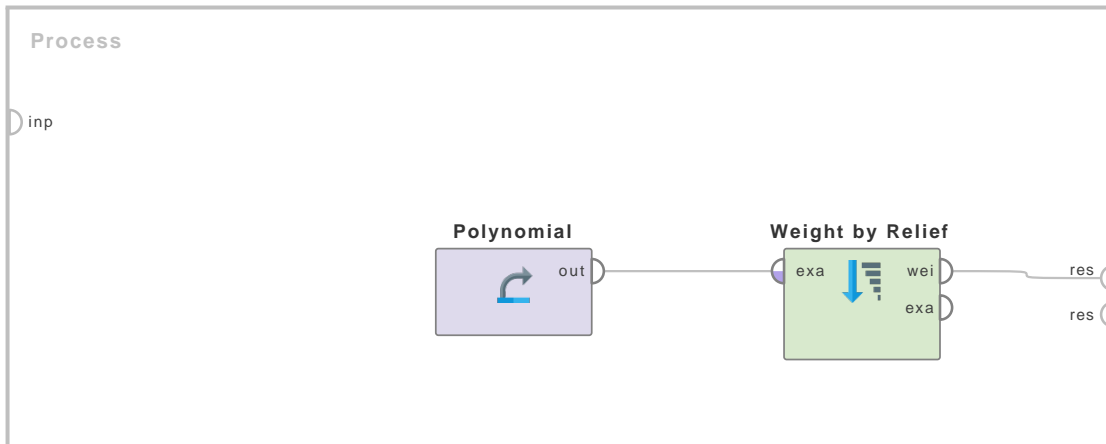 Process
inp
Polynomial
out
Weight by Relief
exa
wei
exa
res
res